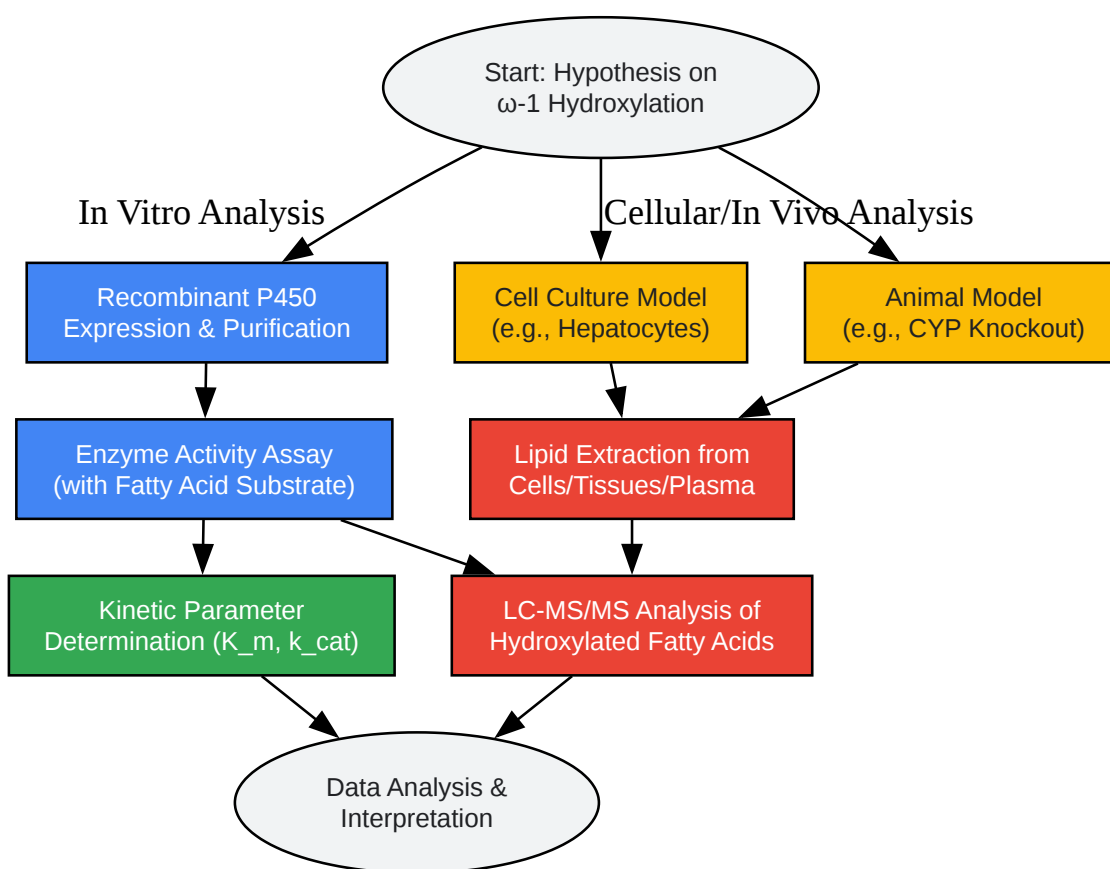 Start: Hypothesis on
ω-1 Hydroxylation
In Vitro Analysis
Cellular/In Vivo Analysis
Recombinant P450
Expression & Purification
Cell Culture Model
(e.g., Hepatocytes)
Animal Model
(e.g., CYP Knockout)
Enzyme Activity Assay
(with Fatty Acid Substrate)
Lipid Extraction from
Cells/Tissues/Plasma
Kinetic Parameter
Determination (K_m, k_cat)
LC-MS/MS Analysis of
Hydroxylated Fatty Acids
Data Analysis &
Interpretation